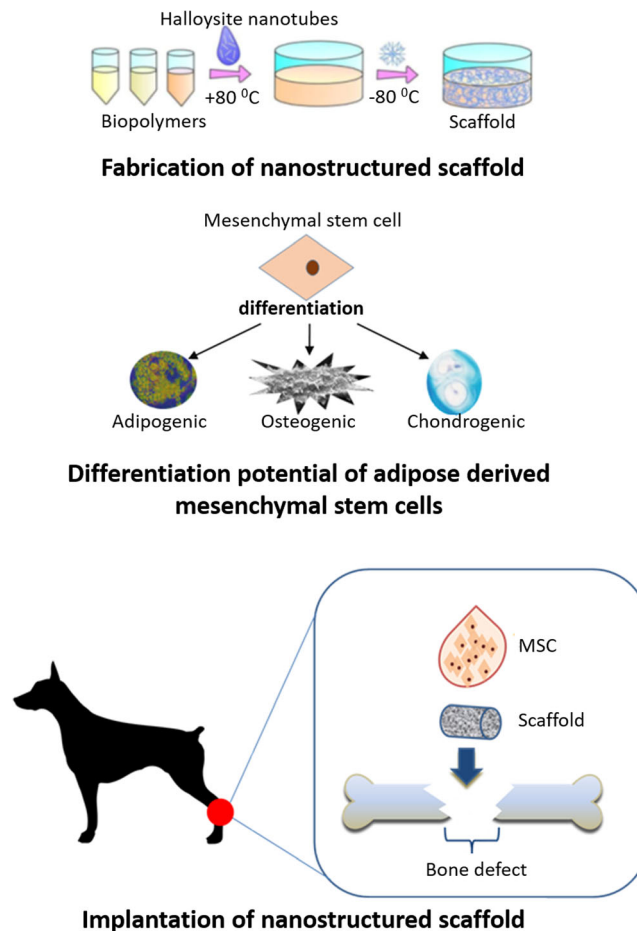 Halloysite nanotubes
+80 ⁰C
-80 ⁰C
Biopolymers
Scaffold
Fabrication of nanostructured scaffold
Mesenchymal stem cell
differentiation
Adipogenic
Osteogenic
Chondrogenic
Differentiation potential of adipose derived
mesenchymal stem cells
MSC
Scaffold
Bone defect
Implantation of nanostructured scaffold